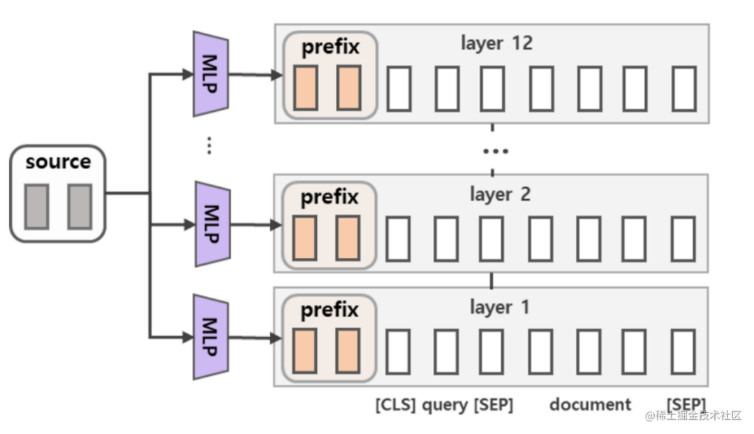 prefix layer 12
MLP
...
...
source
prefix layer 2
MLP
prefix layer 1
MLP
[CLS] query [SEP] document [SEP]
@稀土掘金技术社区